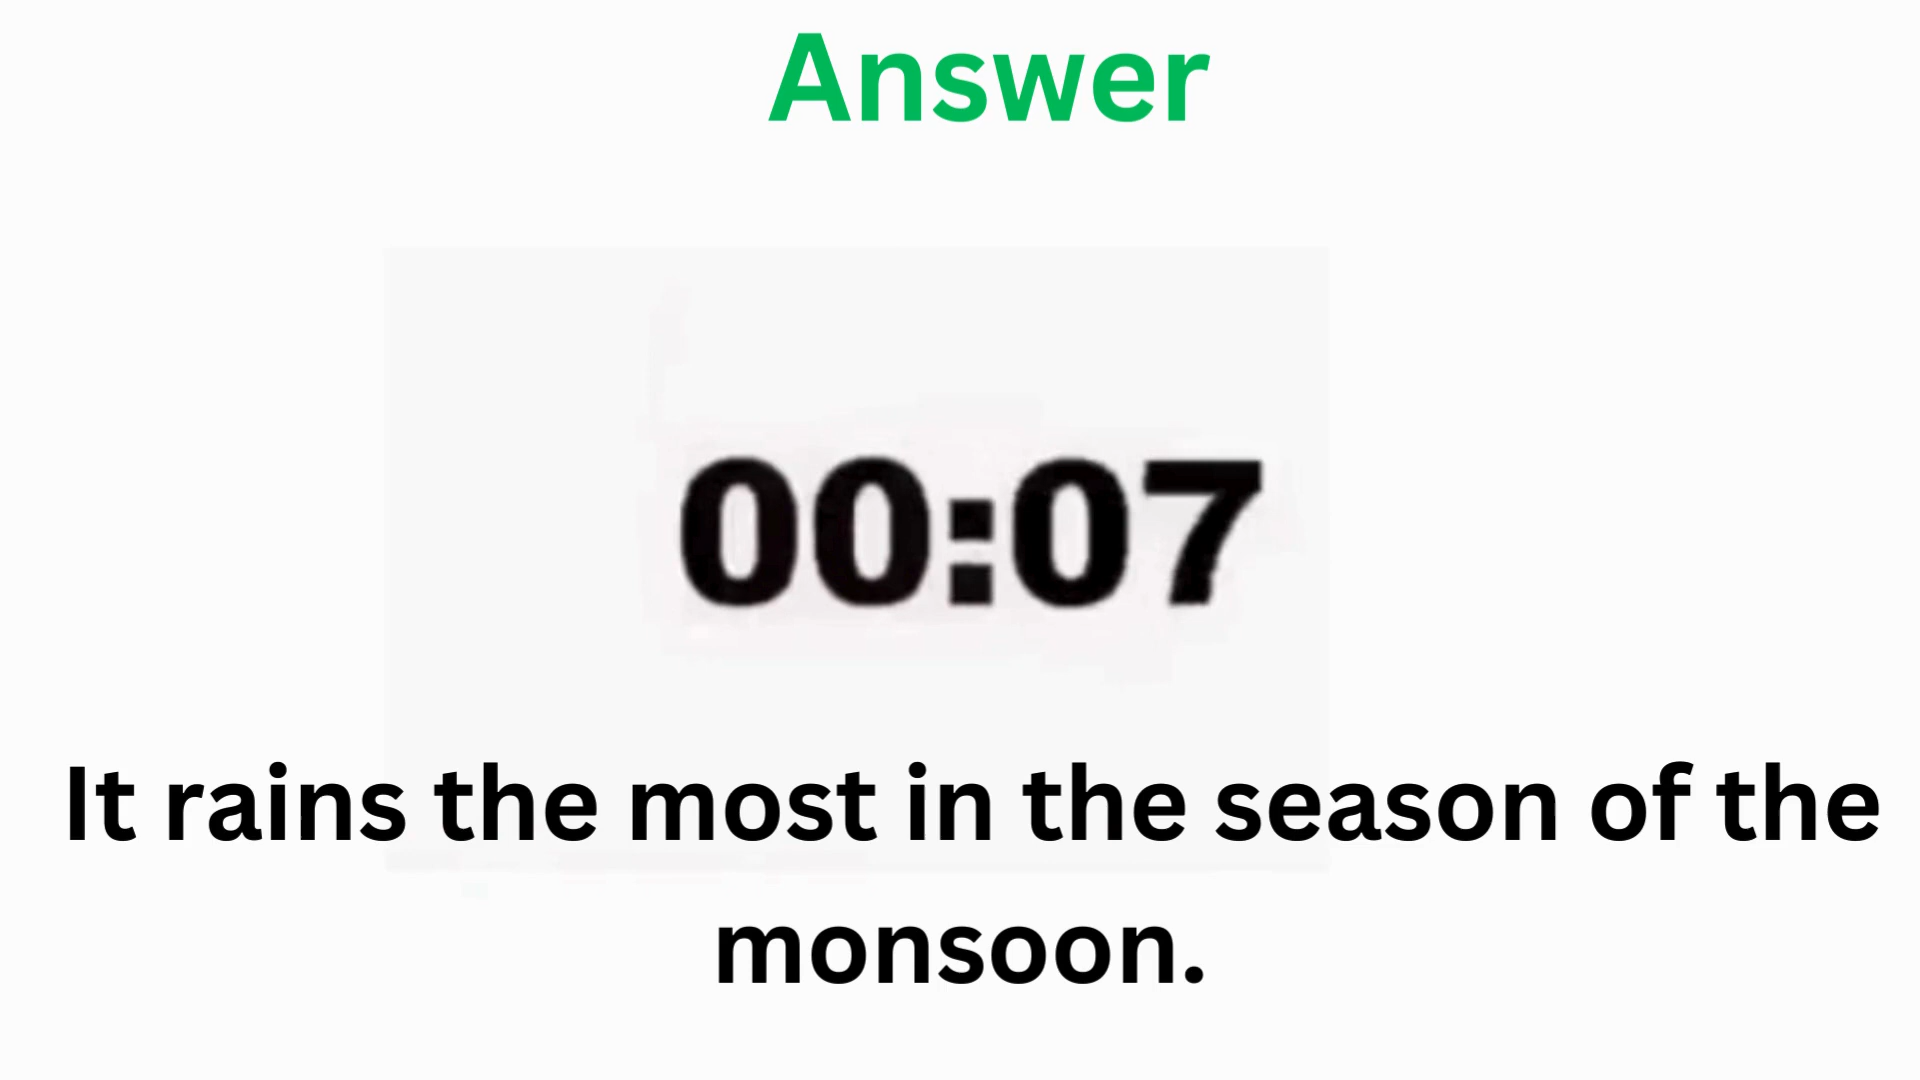 Answer
00:07
It rains the most in the season of the
monsoon.